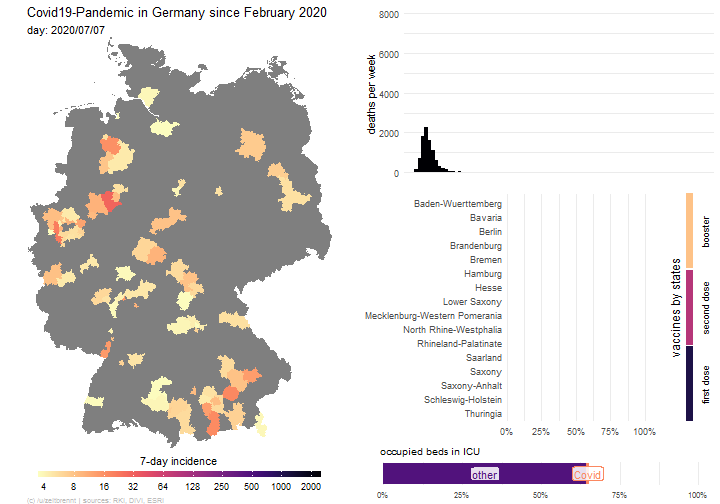 Covid19-Pandemic in Germany since February 2020
day: 2020/07/07
7-day incidence
4 8 16 32 64 125 250 500 1000 2000
sources: RKI, DIVI, ESRI
deaths per week
8000
6000
4000
2000
0
Baden-Wuerttemberg
Bavaria
Berlin
Brandenburg
Bremen
Hamburg
Hesse
Lower Saxony
Mecklenburg-Western Pomerania
North Rhine-Westphalia
Rhineland-Palatinate
Saarland
Saxony
Saxony-Anhalt
Schleswig-Holstein
Thuringia
0% 25% 50% 75% 100%
vaccines by states
booster
second dose
first dose
occupied beds in ICU
other
Covid
0% 25% 50% 75% 100%